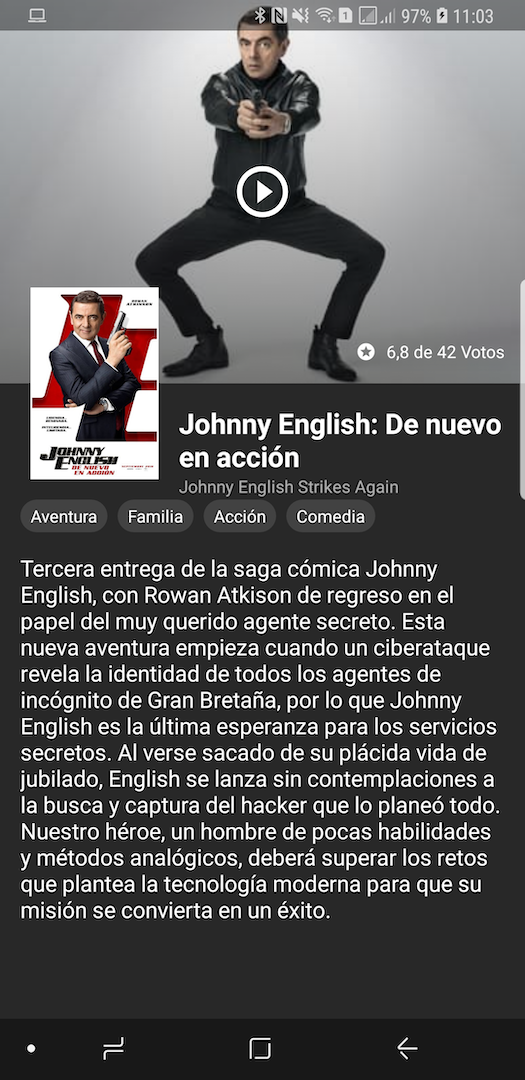 1
97%
11:03
6,8 de 42 Votos
ROWAN
ATKINSON
JOHNNY
ENGLISH
DE NUEVO
EN ACCIÓN
Johnny English: De nuevo
en acción
Johnny English Strikes Again
Aventura
Familia
Acción
Comedia
Tercera entrega de la saga cómica Johnny
English, con Rowan Atkison de regreso en el
papel del muy querido agente secreto. Esta
nueva aventura empieza cuando un ciberataque
revela la identidad de todos los agentes de
incógnito de Gran Bretaña, por lo que Johnny
English es la última esperanza para los servicios
secretos. Al verse sacado de su plácida vida de
jubilado, English se lanza sin contemplaciones a
la busca y captura del hacker que lo planeó todo.
Nuestro héroe, un hombre de pocas habilidades
y métodos analógicos, deberá superar los retos
que plantea la tecnología moderna para que su
misión se convierta en un éxito.